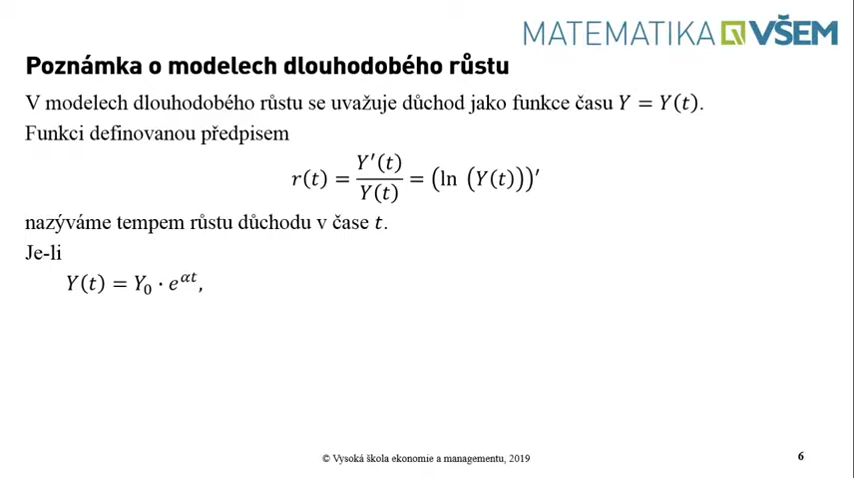 MATEMATIKA VŠEM
Poznámka o modelech dlouhodobého růstu
V modelech dlouhodobého růstu se uvažuje důchod jako funkce času Y = Y(t).
Funkci definovanou předpisem
r(t) = Y′(t)/Y(t) = (ln (Y(t)))′
nazýváme tempem růstu důchodu v čase t.
Je-li
Y(t) = Y₀ · e^{αt},
© Vysoká škola ekonomie a managementu, 2019
6